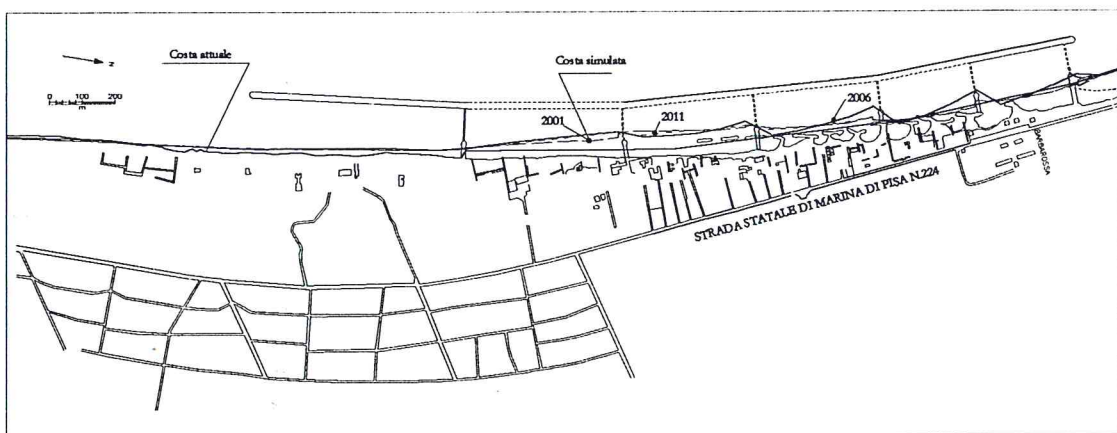 Costa attuale
Costa simulata
z
0 100 200
m
2001
2011
2006
STRADA STATALE DI MARINA DI PISA N.224
BARBAROSSA